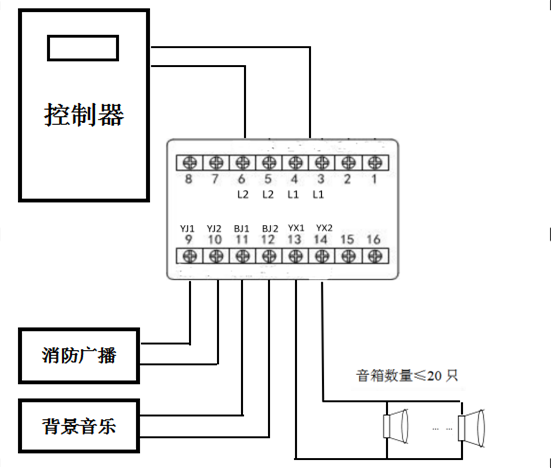 控制器
8 7 6 5 4 3 2 1
L2 L2 L1 L1
YJ1 YJ2 BJ1 BJ2 YX1 YX2
9 10 11 12 13 14 15 16
消防广播
音箱数量≤20只
背景音乐
... ...